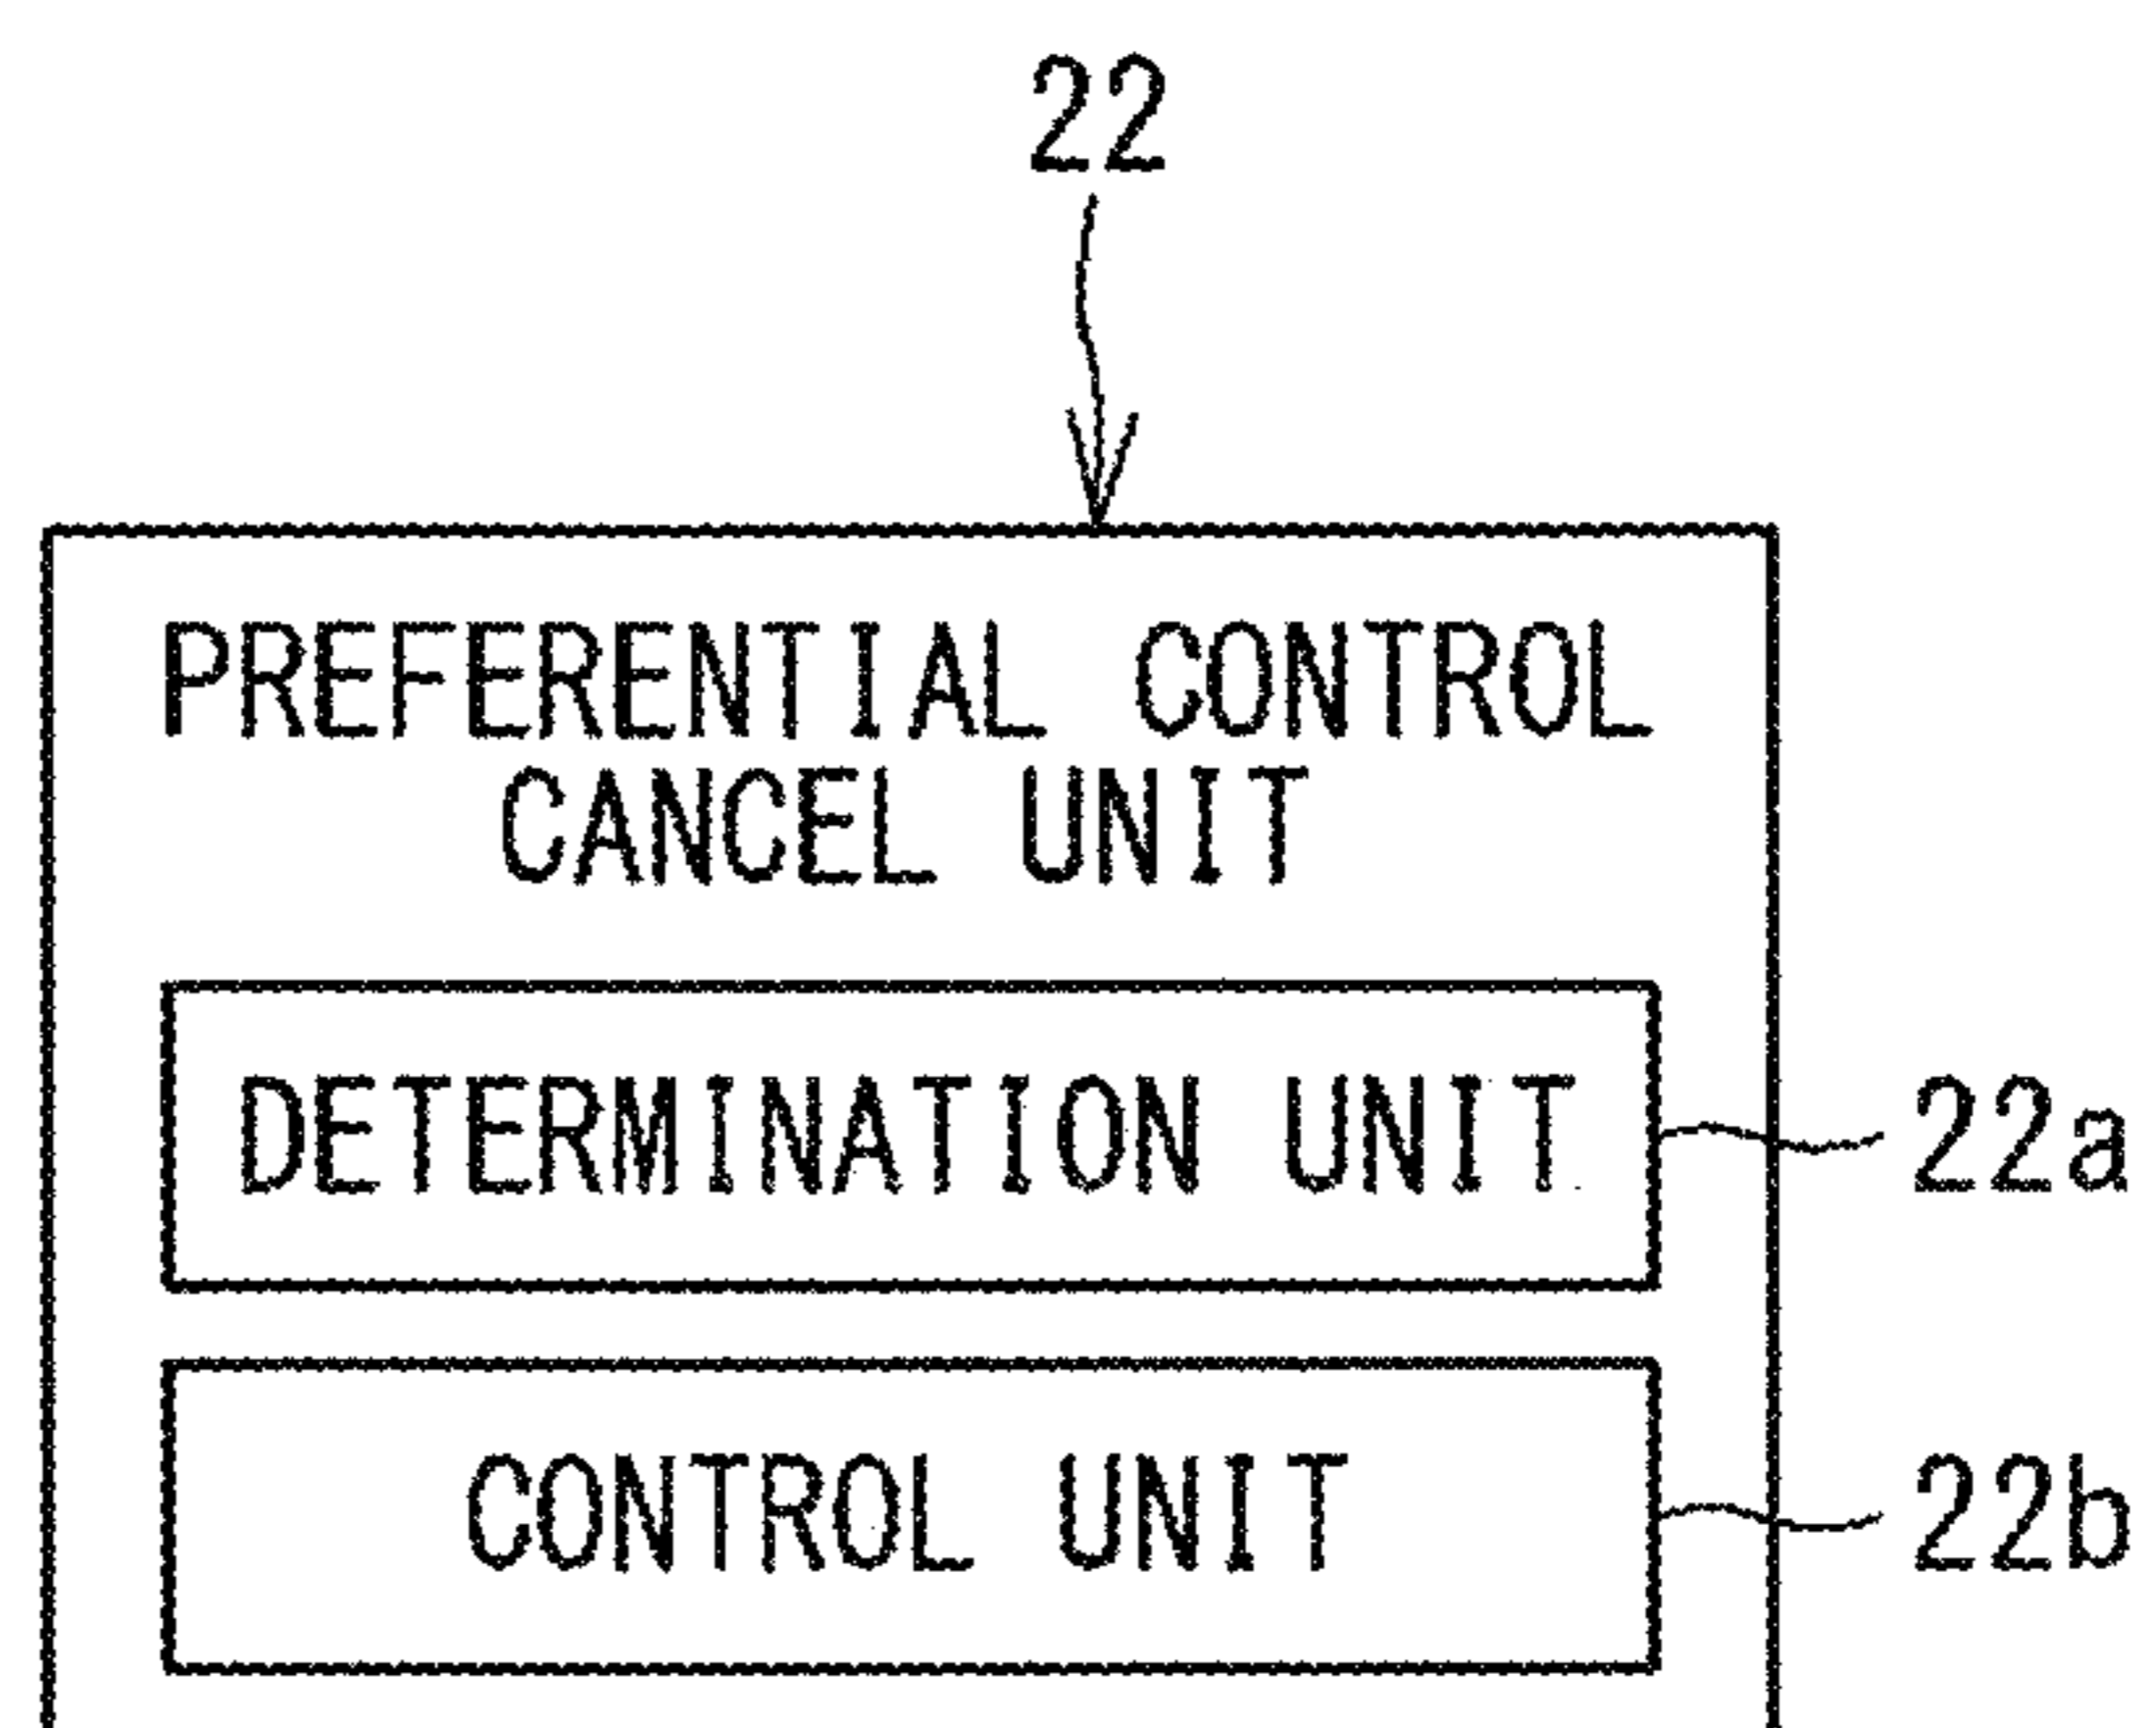 22
PREFERENTIAL CONTROL
CANCEL UNIT
DETERMINATION UNIT
22a
CONTROL UNIT
22b